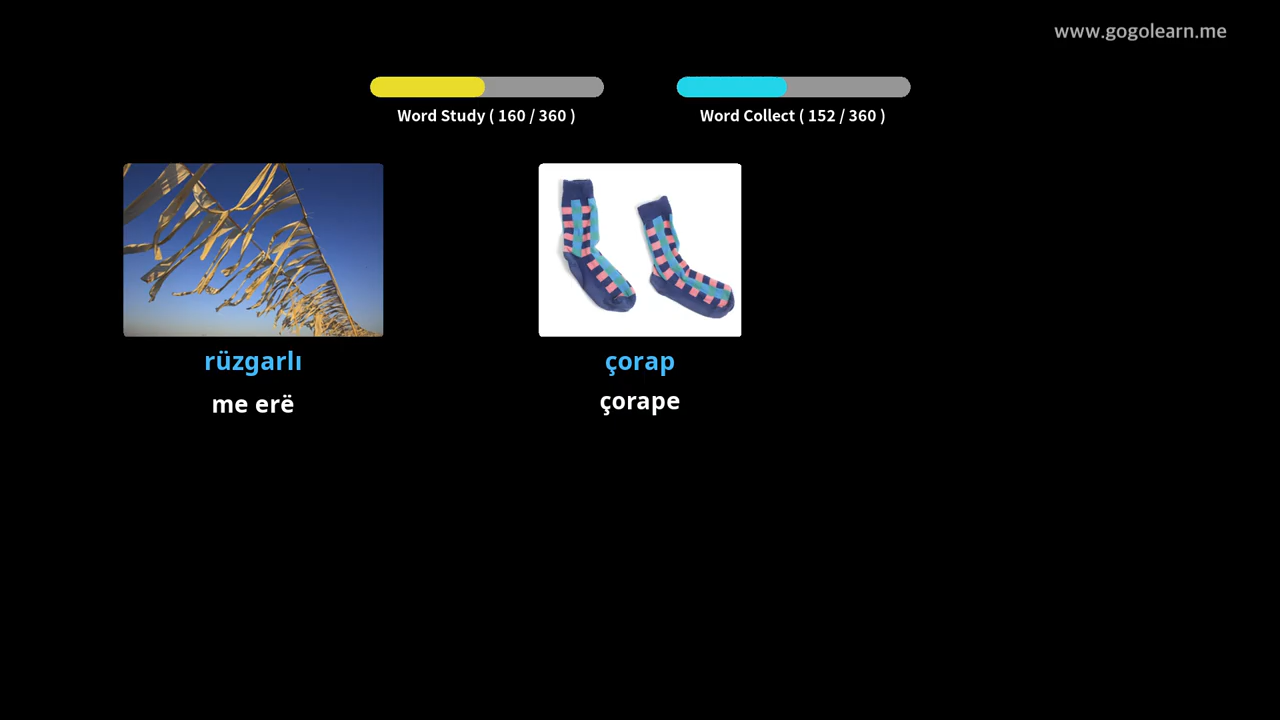 www.gogolearn.me
Word Study ( 160 / 360 )
Word Collect ( 152 / 360 )
rüzgarlı
me erë
çorap
çorape